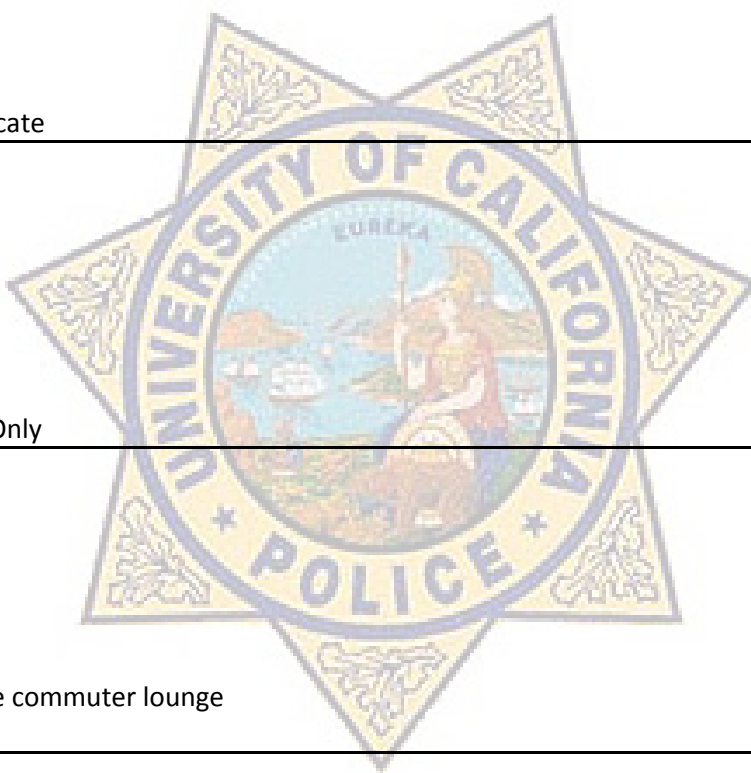 cate
UNIVERSITY OF CALIFORNIA
EUREKA
Only
POLICE
e commuter lounge